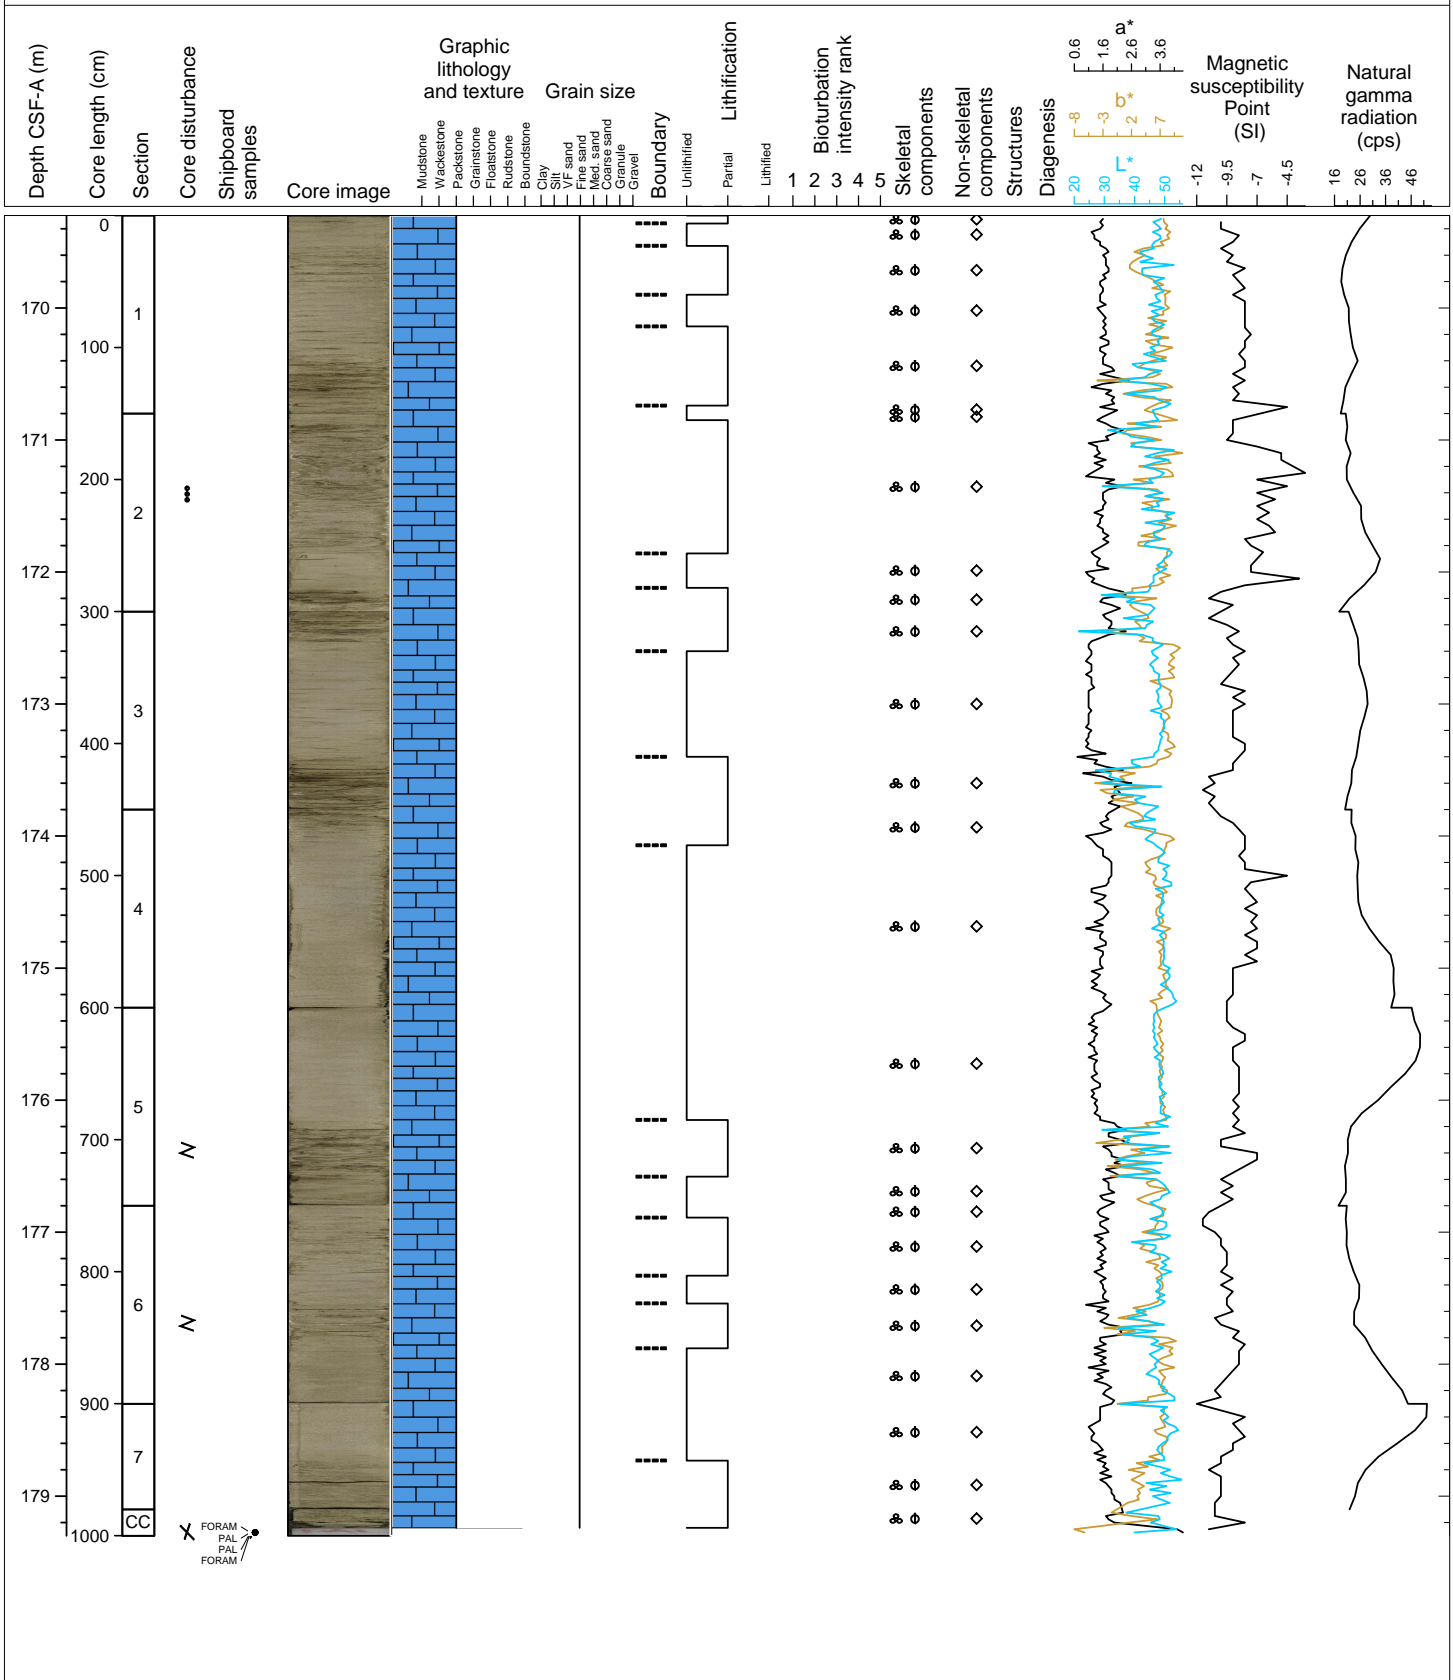 Depth CSF-A (m)
Core length (cm)
Section
Core disturbance
Shipboard
samples
Core image
Graphic
lithology
and texture
Mudstone
Wackestone
Packstone
Grainstone
Floatstone
Rudstone
Boundstone
Grain size
Clay
Silt
VF sand
Fine sand
Med. sand
Coarse sand
Granule
Gravel
Boundary
Lithification
Unlithified
Partial
Lithified
Bioturbation
intensity rank
1 2 3 4 5
Skeletal
components
Non-skeletal
components
Structures
Diagenesis
a*
0.6 1.6 2.6 3.6
b*
-8 -3 2 7
L*
20 30 40 50
Magnetic
susceptibility
Point
(SI)
-12 -9.5 -7 -4.5
Natural
gamma
radiation
(cps)
16 26 36 46
170
171
172
173
174
175
176
177
178
179
0
100
200
300
400
500
600
700
800
900
1000
1
2
3
4
5
6
7
CC
FORAM
PAL
PAL
FORAM